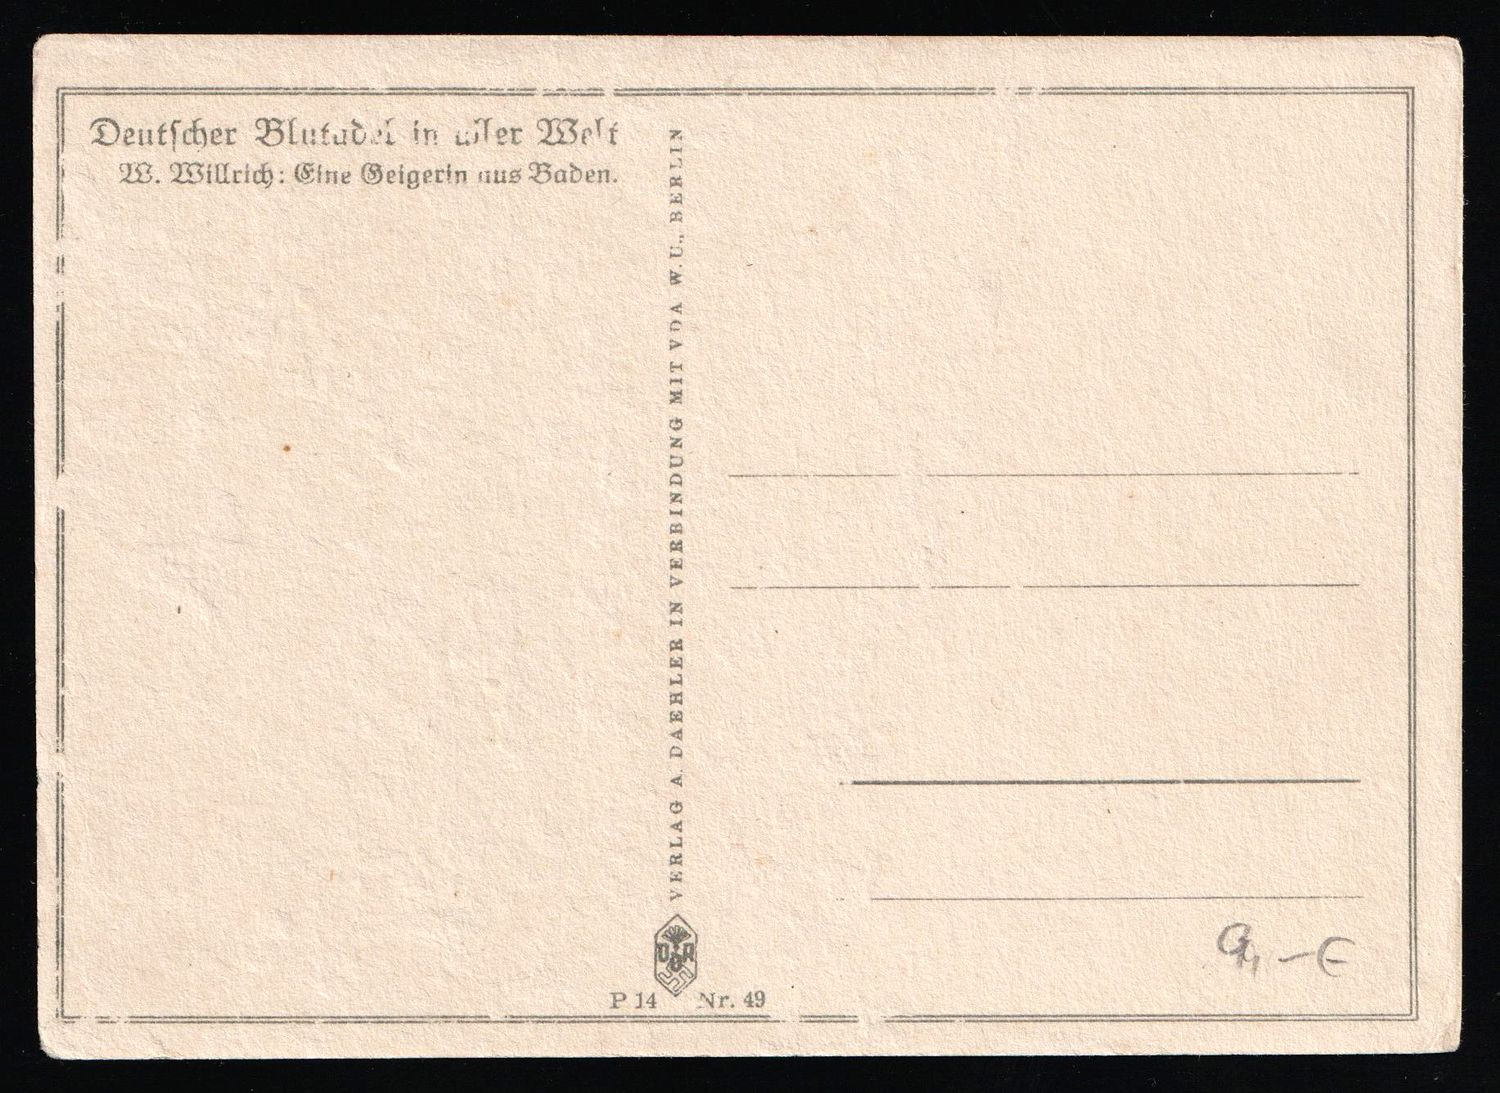 Deutscher Blutadel in aller Welt
W. Willrich: Eine Geigerin aus Baden.
VERLAG A. DAEHLER IN VERBINDUNG MIT VDA W. U., BERLIN
P 14 Nr. 49